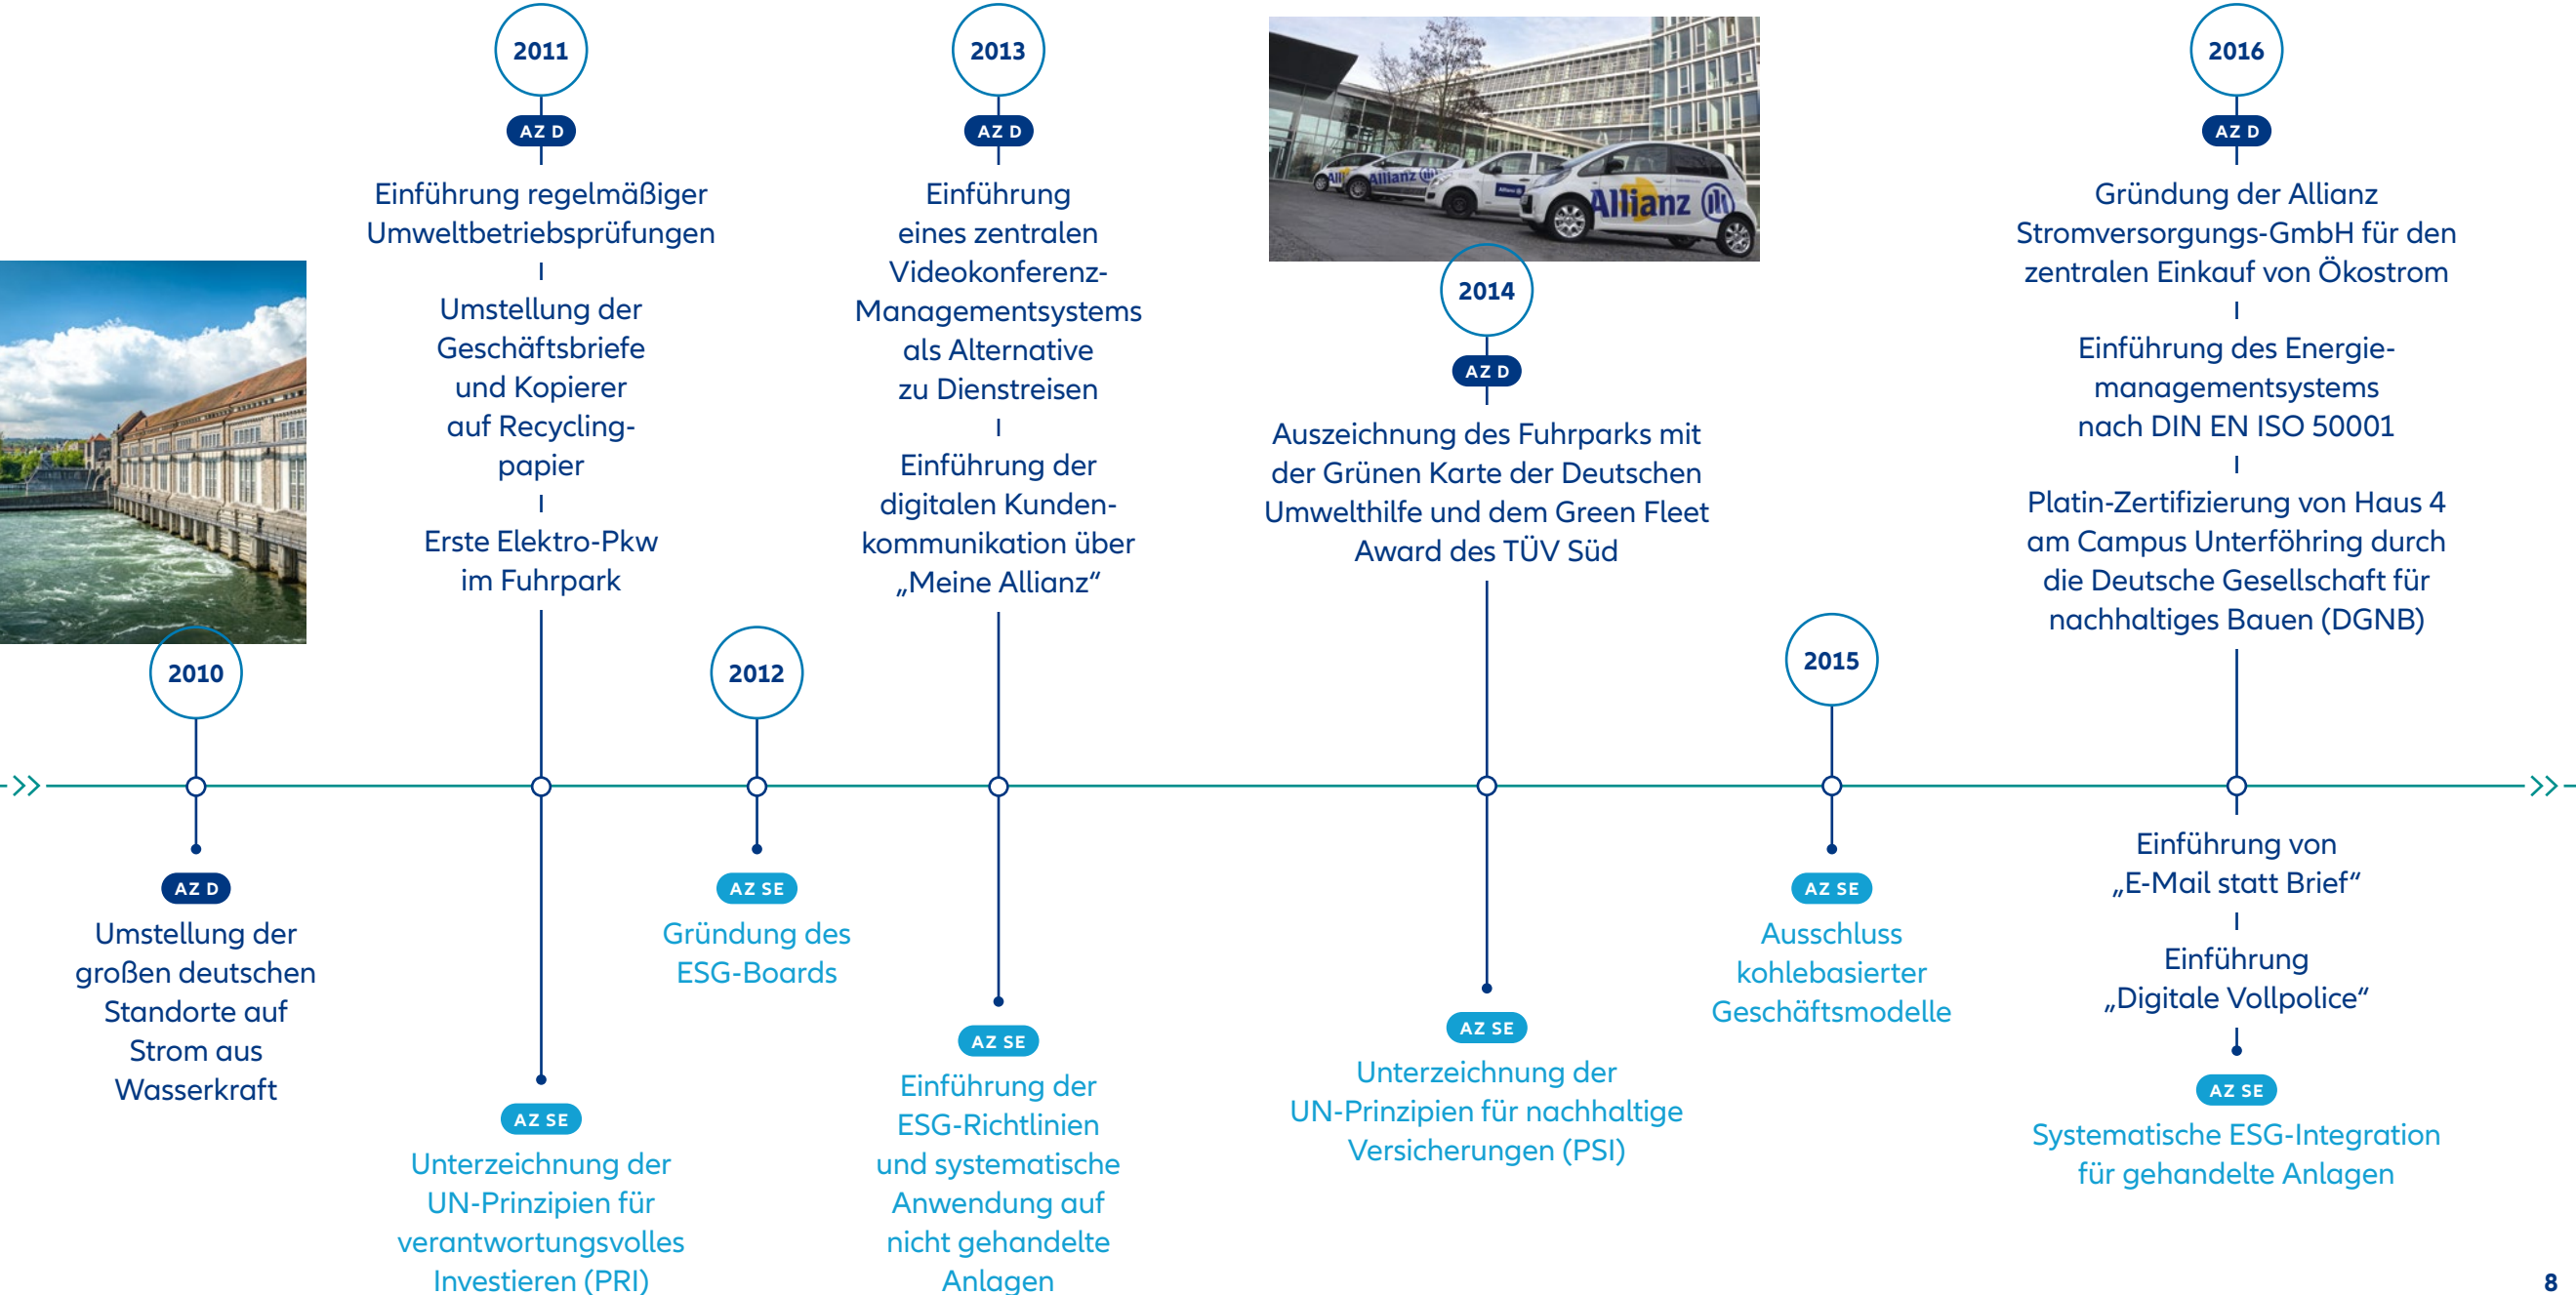 2010
AZ D
Umstellung der
großen deutschen
Standorte auf
Strom aus
Wasserkraft
2011
AZ D
Einführung regelmäßiger
Umweltbetriebsprüfungen
Umstellung der
Geschäftsbriefe
und Kopierer
auf Recycling-
papier
Erste Elektro-Pkw
im Fuhrpark
AZ SE
Unterzeichnung der
UN-Prinzipien für
verantwortungsvolles
Investieren (PRI)
2012
AZ SE
Gründung des
ESG-Boards
2013
AZ D
Einführung
eines zentralen
Videokonferenz-
Managementsystems
als Alternative
zu Dienstreisen
Einführung der
digitalen Kunden-
kommunikation über
„Meine Allianz“
AZ SE
Einführung der
ESG-Richtlinien
und systematische
Anwendung auf
nicht gehandelte
Anlagen
Allianz
Allianz
2014
AZ D
Auszeichnung des Fuhrparks mit
der Grünen Karte der Deutschen
Umwelthilfe und dem Green Fleet
Award des TÜV Süd
AZ SE
Unterzeichnung der
UN-Prinzipien für nachhaltige
Versicherungen (PSI)
2015
AZ SE
Ausschluss
kohlebasierter
Geschäftsmodelle
2016
AZ D
Gründung der Allianz
Stromversorgungs-GmbH für den
zentralen Einkauf von Ökostrom
Einführung des Energie-
managementsystems
nach DIN EN ISO 50001
Platin-Zertifizierung von Haus 4
am Campus Unterföhring durch
die Deutsche Gesellschaft für
nachhaltiges Bauen (DGNB)
Einführung von
„E-Mail statt Brief“
Einführung
„Digitale Vollpolice“
AZ SE
Systematische ESG-Integration
für gehandelte Anlagen
8